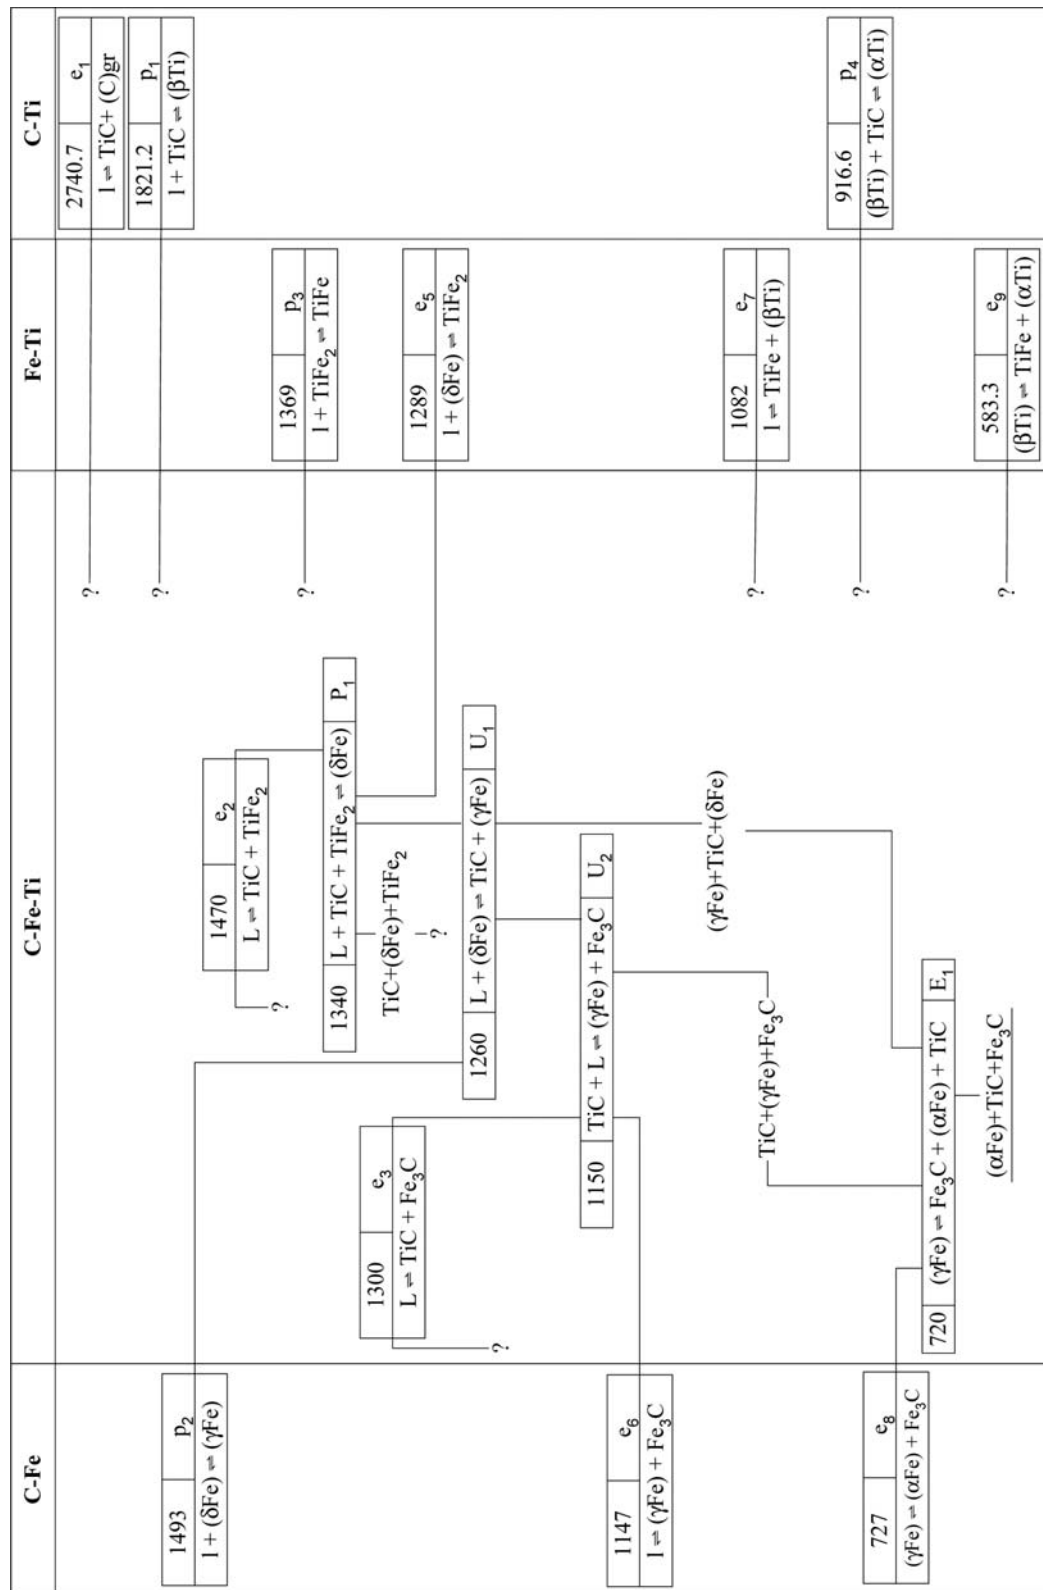 C-Fe
C-Fe-Ti
Fe-Ti
C-Ti
2740.7 e₁
l ⇌ TiC+ (C)gr
1821.2 p₁
l + TiC ⇌ (βTi)
1493 p₂
l + (δFe) ⇌ (γFe)
1470 e₂
L ⇌ TiC + TiFe₂
?
?
?
1369 p₃
l + TiFe₂ ⇌ TiFe
?
1340 L + TiC + TiFe₂ ⇌ (δFe) P₁
TiC+(δFe)+TiFe₂
?
1300 e₃
L ⇌ TiC + Fe₃C
?
1289 e₅
l + (δFe) ⇌ TiFe₂
1260 L + (δFe) ⇌ TiC + (γFe) U₁
1150 TiC + L ⇌ (γFe) + Fe₃C U₂
1147 e₆
l ⇌ (γFe) + Fe₃C
(γFe)+TiC+(δFe)
?
1082 e₇
l ⇌ TiFe + (βTi)
TiC+(γFe)+Fe₃C
?
916.6 p₄
(βTi) + TiC ⇌ (αTi)
727 e₈
(γFe) ⇌ (αFe) + Fe₃C
720 (γFe) ⇌ Fe₃C + (αFe) + TiC E₁
(αFe)+TiC+Fe₃C
?
583.3 e₉
(βTi) ⇌ TiFe + (αTi)